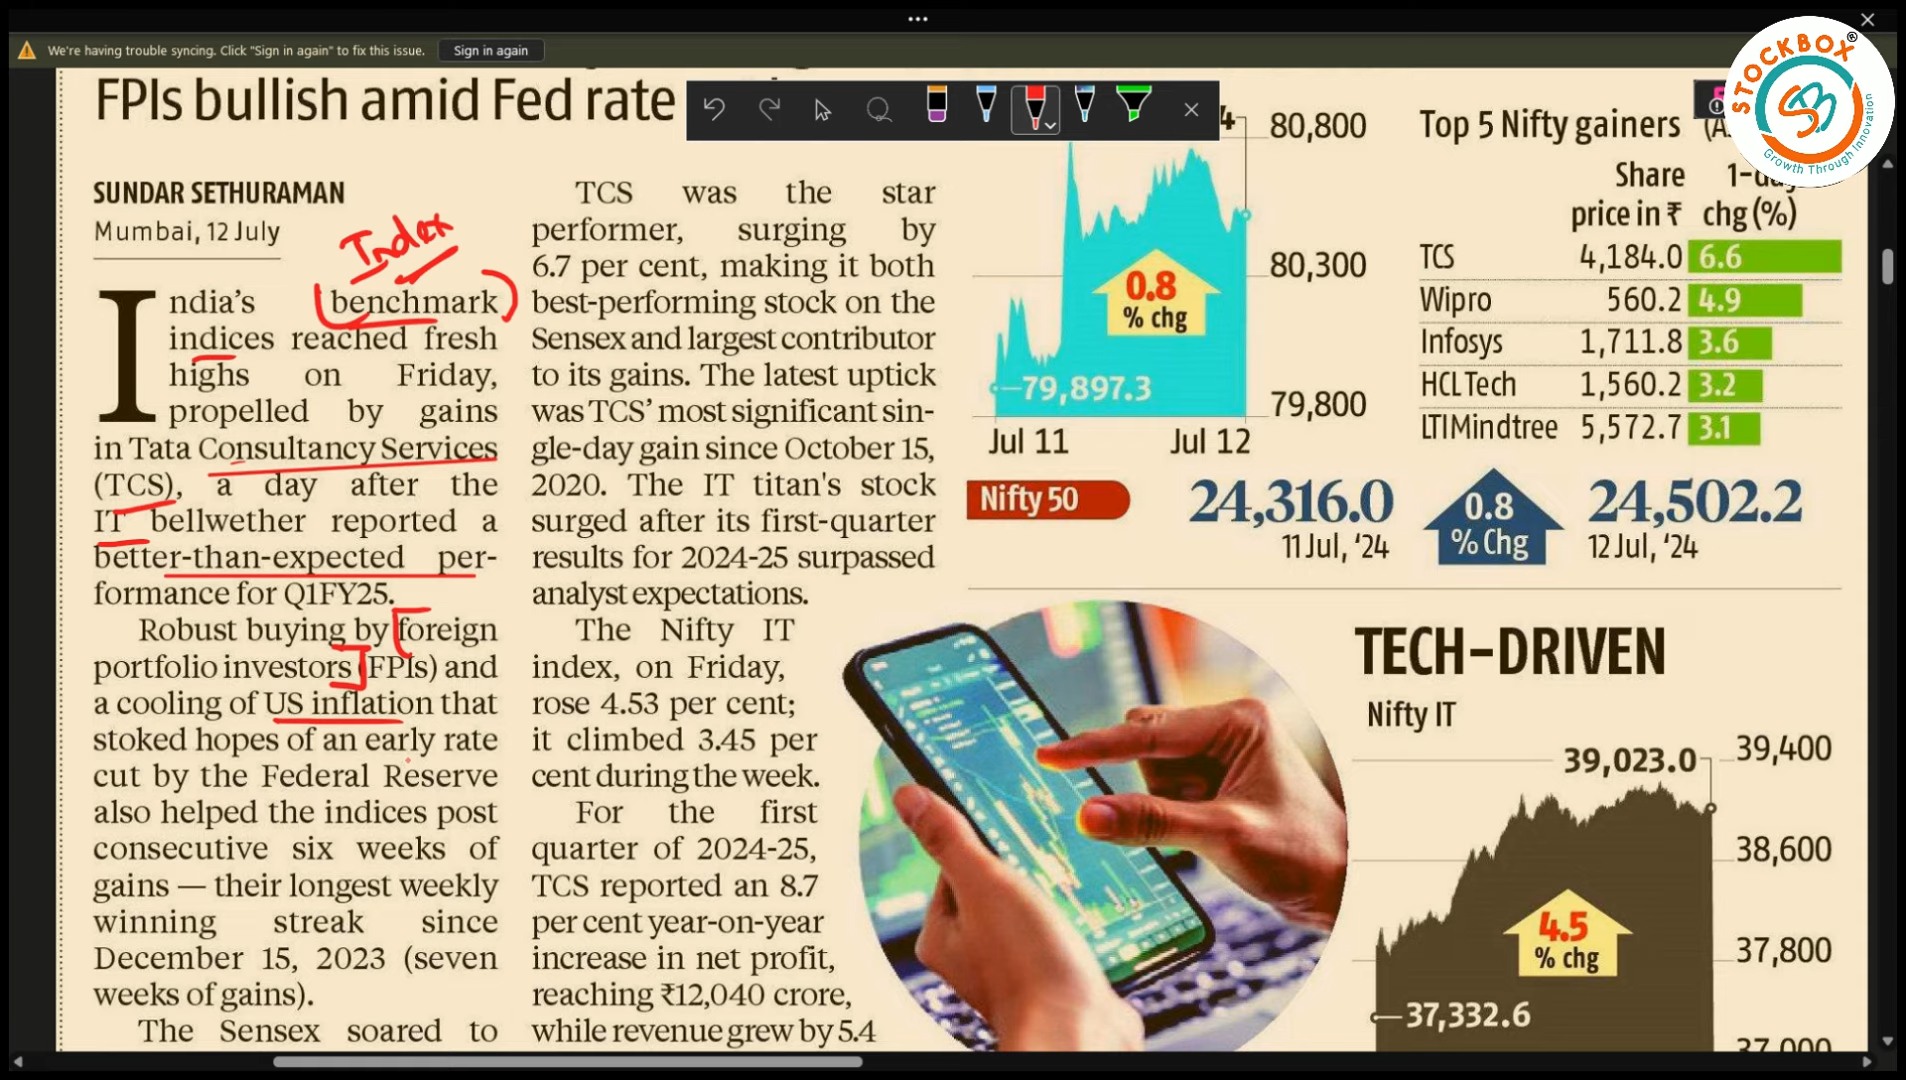 We're having trouble syncing. Click "Sign in again" to fix this issue.
Sign in again
STOCKBOX®
Growth Through Innovation
FPIs bullish amid Fed rate
SUNDAR SETHURAMAN
Mumbai, 12 July
Index
India's benchmark
indices reached fresh
highs on Friday,
propelled by gains
in Tata Consultancy Services
(TCS), a day after the
IT bellwether reported a
better-than-expected per-
formance for Q1FY25.
Robust buying by foreign
portfolio investors (FPIs) and
a cooling of US inflation that
stoked hopes of an early rate
cut by the Federal Reserve
also helped the indices post
consecutive six weeks of
gains — their longest weekly
winning streak since
December 15, 2023 (seven
weeks of gains).
The Sensex soared to
TCS was the star
performer, surging by
6.7 per cent, making it both
best-performing stock on the
Sensex and largest contributor
to its gains. The latest uptick
was TCS' most significant sin-
gle-day gain since October 15,
2020. The IT titan's stock
surged after its first-quarter
results for 2024-25 surpassed
analyst expectations.
The Nifty IT
index, on Friday,
rose 4.53 per cent;
it climbed 3.45 per
cent during the week.
For the first
quarter of 2024-25,
TCS reported an 8.7
per cent year-on-year
increase in net profit,
reaching ₹12,040 crore,
while revenue grew by 5.4
80,800
80,300
79,800
0.8
% chg
79,897.3
Jul 11 Jul 12
Top 5 Nifty gainers
Share 1-day
price in ₹ chg (%)
TCS 4,184.0 6.6
Wipro 560.2 4.9
Infosys 1,711.8 3.6
HCL Tech 1,560.2 3.2
LTIMindtree 5,572.7 3.1
Nifty 50
24,316.0
11 Jul, '24
0.8
% Chg
24,502.2
12 Jul, '24
TECH-DRIVEN
Nifty IT
39,023.0
39,400
38,600
37,800
4.5
% chg
37,332.6